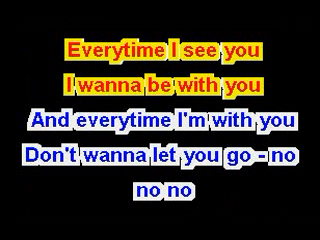 Everytime I see you
I wanna be with you
And everytime I'm with you
Don't wanna let you go - no
no no